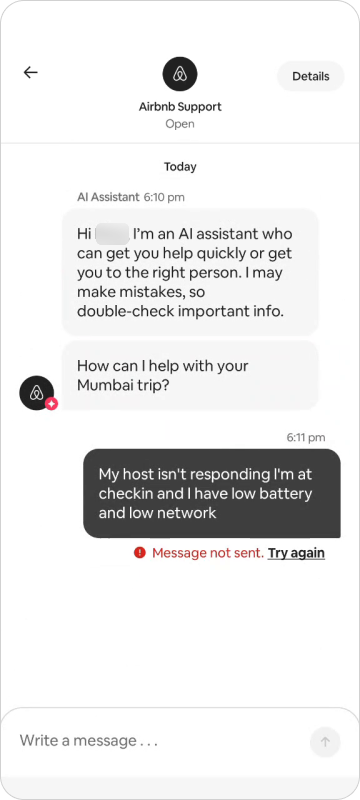 Details
Airbnb Support
Open
Today
AI Assistant 6:10 pm
Hi I'm an AI assistant who
can get you help quickly or get
you to the right person. I may
make mistakes, so
double-check important info.
How can I help with your
Mumbai trip?
6:11 pm
My host isn't responding I'm at
checkin and I have low battery
and low network
Message not sent. Try again
Write a message . . .